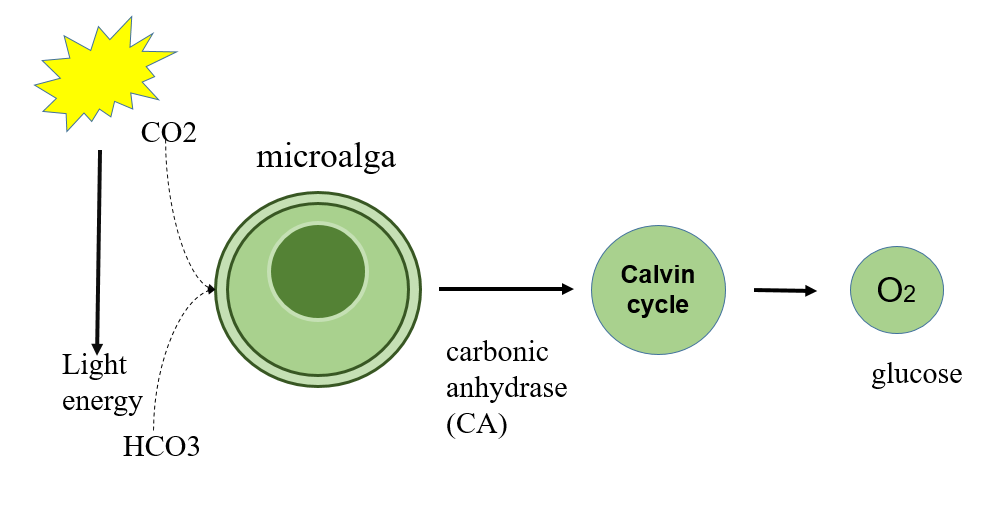 CO2
microalga
Light
energy
HCO3
carbonic
anhydrase
(CA)
Calvin
cycle
O2
glucose